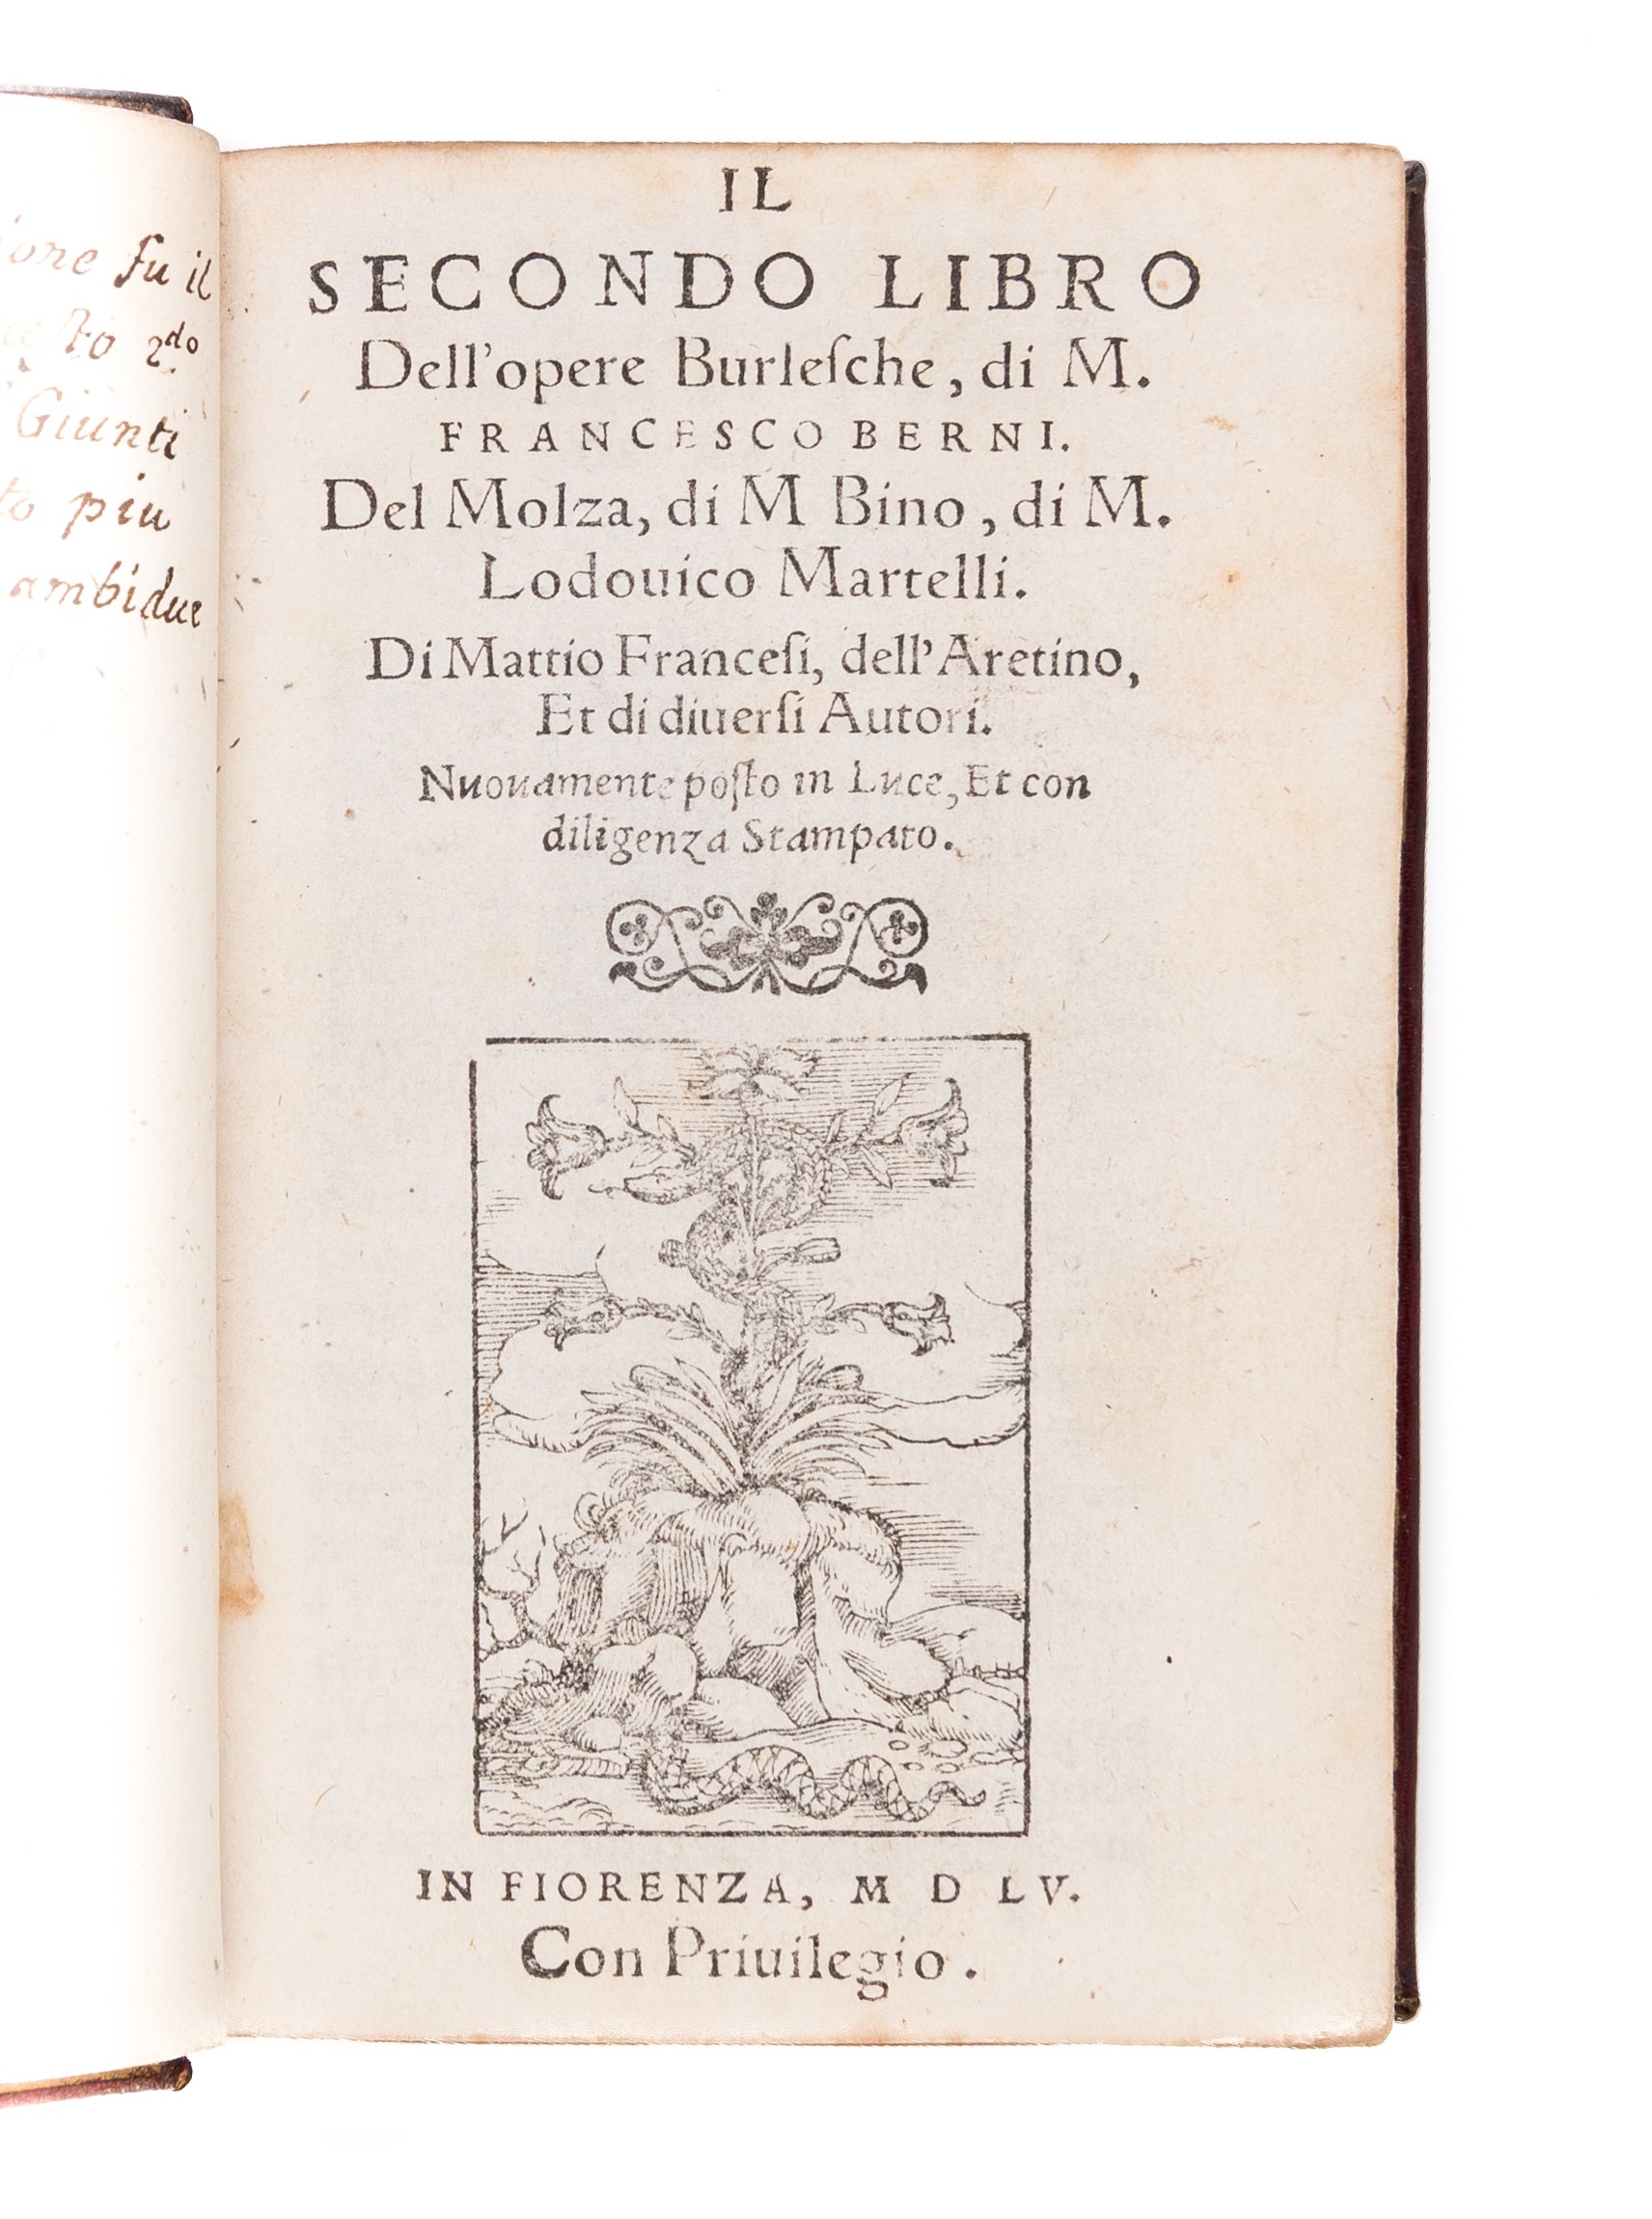 fu il
2do
Giunti
piu
ambidue
IL
SECONDO LIBRO
Dell'opere Burleſche, di M.
FRANCESCO BERNI.
Del Molza, di M Bino, di M.
Lodouico Martelli.
Di Mattio Franceſi, dell'Aretino,
Et di diuerſi Autori.
Nuouamente poſto in Luce, Et con
diligenza Stampato.
IN FIORENZA, M D LV.
Con Priuilegio.